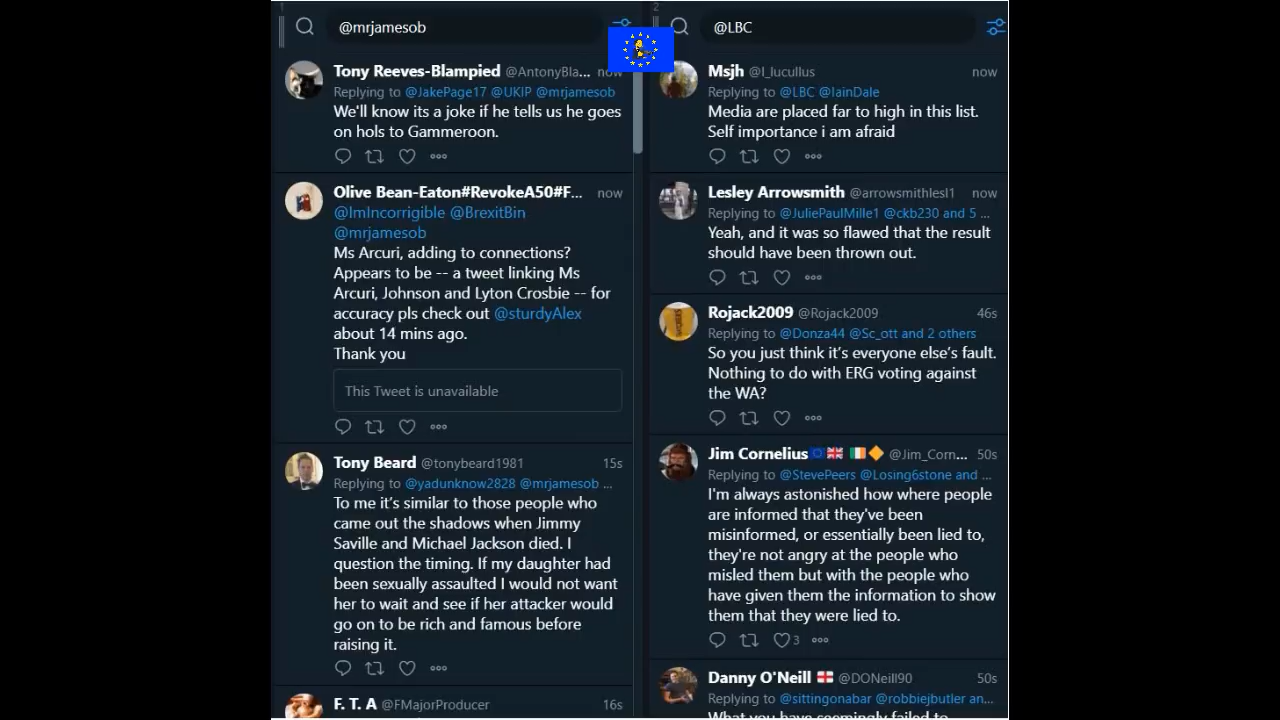 1
@mrjamesob
Tony Reeves-Blampied @AntonyBla... now
Replying to @JakePage17 @UKIP @mrjamesob
We'll know its a joke if he tells us he goes
on hols to Gammeroon.
Olive Bean-Eaton#RevokeA50#F... now
@ImIncorrigible @BrexitBin
@mrjamesob
Ms Arcuri, adding to connections?
Appears to be -- a tweet linking Ms
Arcuri, Johnson and Lyton Crosbie -- for
accuracy pls check out @sturdyAlex
about 14 mins ago.
Thank you
This Tweet is unavailable
Tony Beard @tonybeard1981 15s
Replying to @yadunow2828 @mrjamesob ...
To me it's similar to those people who
came out the shadows when Jimmy
Saville and Michael Jackson died. I
question the timing. If my daughter had
been sexually assaulted I would not want
her to wait and see if her attacker would
go on to be rich and famous before
raising it.
F. T. A @FMajorProducer 16s
2
@LBC
Msjh @l_lucullus now
Replying to @LBC @IainDale
Media are placed far to high in this list.
Self importance i am afraid
Lesley Arrowsmith @arrowsmithlesl1 now
Replying to @JuliePaulMille1 @ckb230 and 5 ...
Yeah, and it was so flawed that the result
should have been thrown out.
Rojack2009 @Rojack2009 46s
Replying to @Donza44 @Sc_ott and 2 others
So you just think it's everyone else's fault.
Nothing to do with ERG voting against
the WA?
Jim Cornelius @Jim_Corn... 50s
Replying to @StevePeers @Losing6stone and ...
I'm always astonished how where people
are informed that they've been
misinformed, or essentially been lied to,
they're not angry at the people who
misled them but with the people who
have given them the information to show
them that they were lied to.
3
Danny O'Neill @DONeill90 50s
Replying to @sittingonabar @robbiejbutler an...
What you have seemingly failed to